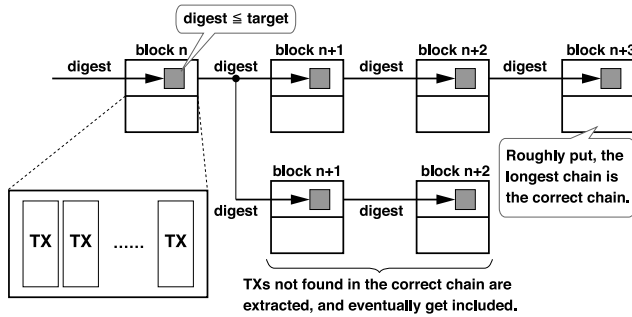 digest ≦ target
block n
block n+1
block n+2
block n+3
digest
digest
digest
digest
Roughly put, the
longest chain is
the correct chain.
block n+1
block n+2
digest
digest
TX
TX
......
TX
TXs not found in the correct chain are
extracted, and eventually get included.